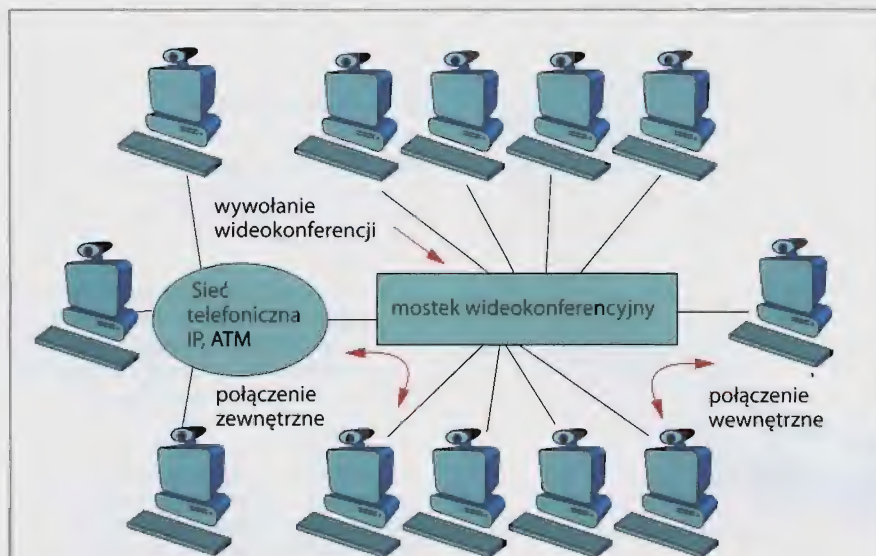 wywołanie
wideokonferencji
Sieć
telefoniczna
IP, ATM
mostek wideokonferencyjny
połączenie
zewnętrzne
połączenie
wewnętrzne